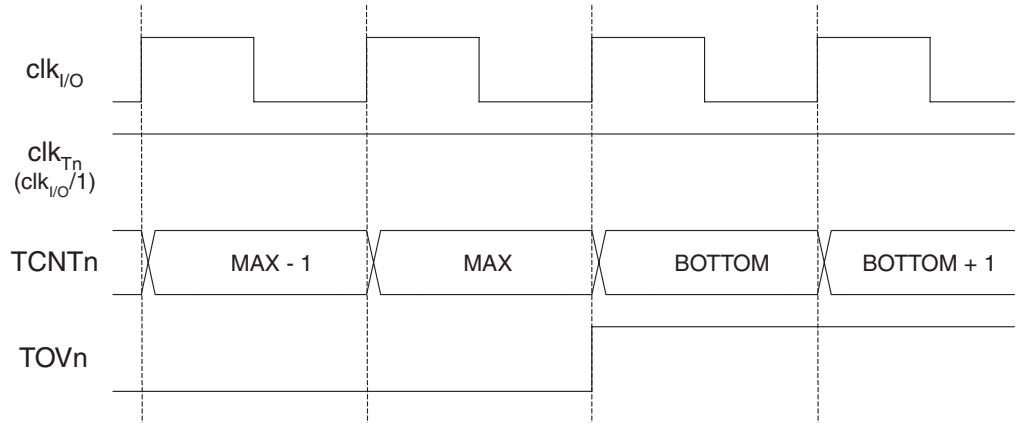 clkI/O
clkTn
(clkI/O/1)
TCNTn
MAX - 1
MAX
BOTTOM
BOTTOM + 1
TOVn